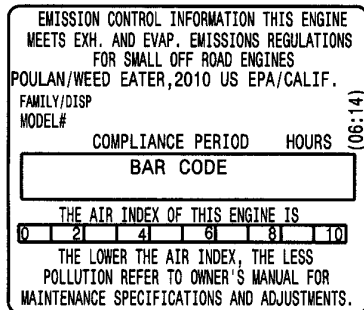 EMISSION CONTROL INFORMATION THIS ENGINE
MEETS EXH. AND EVAP. EMISSIONS REGULATIONS
FOR SMALL OFF ROAD ENGINES
POULAN/WEED EATER,2010 US EPA/CALIF.
FAMILY/DISP
MODEL#
COMPLIANCE PERIOD HOURS
(06:14)
BAR CODE
THE AIR INDEX OF THIS ENGINE IS
0 2 4 6 8 10
THE LOWER THE AIR INDEX, THE LESS
POLLUTION REFER TO OWNER'S MANUAL FOR
MAINTENANCE SPECIFICATIONS AND ADJUSTMENTS.